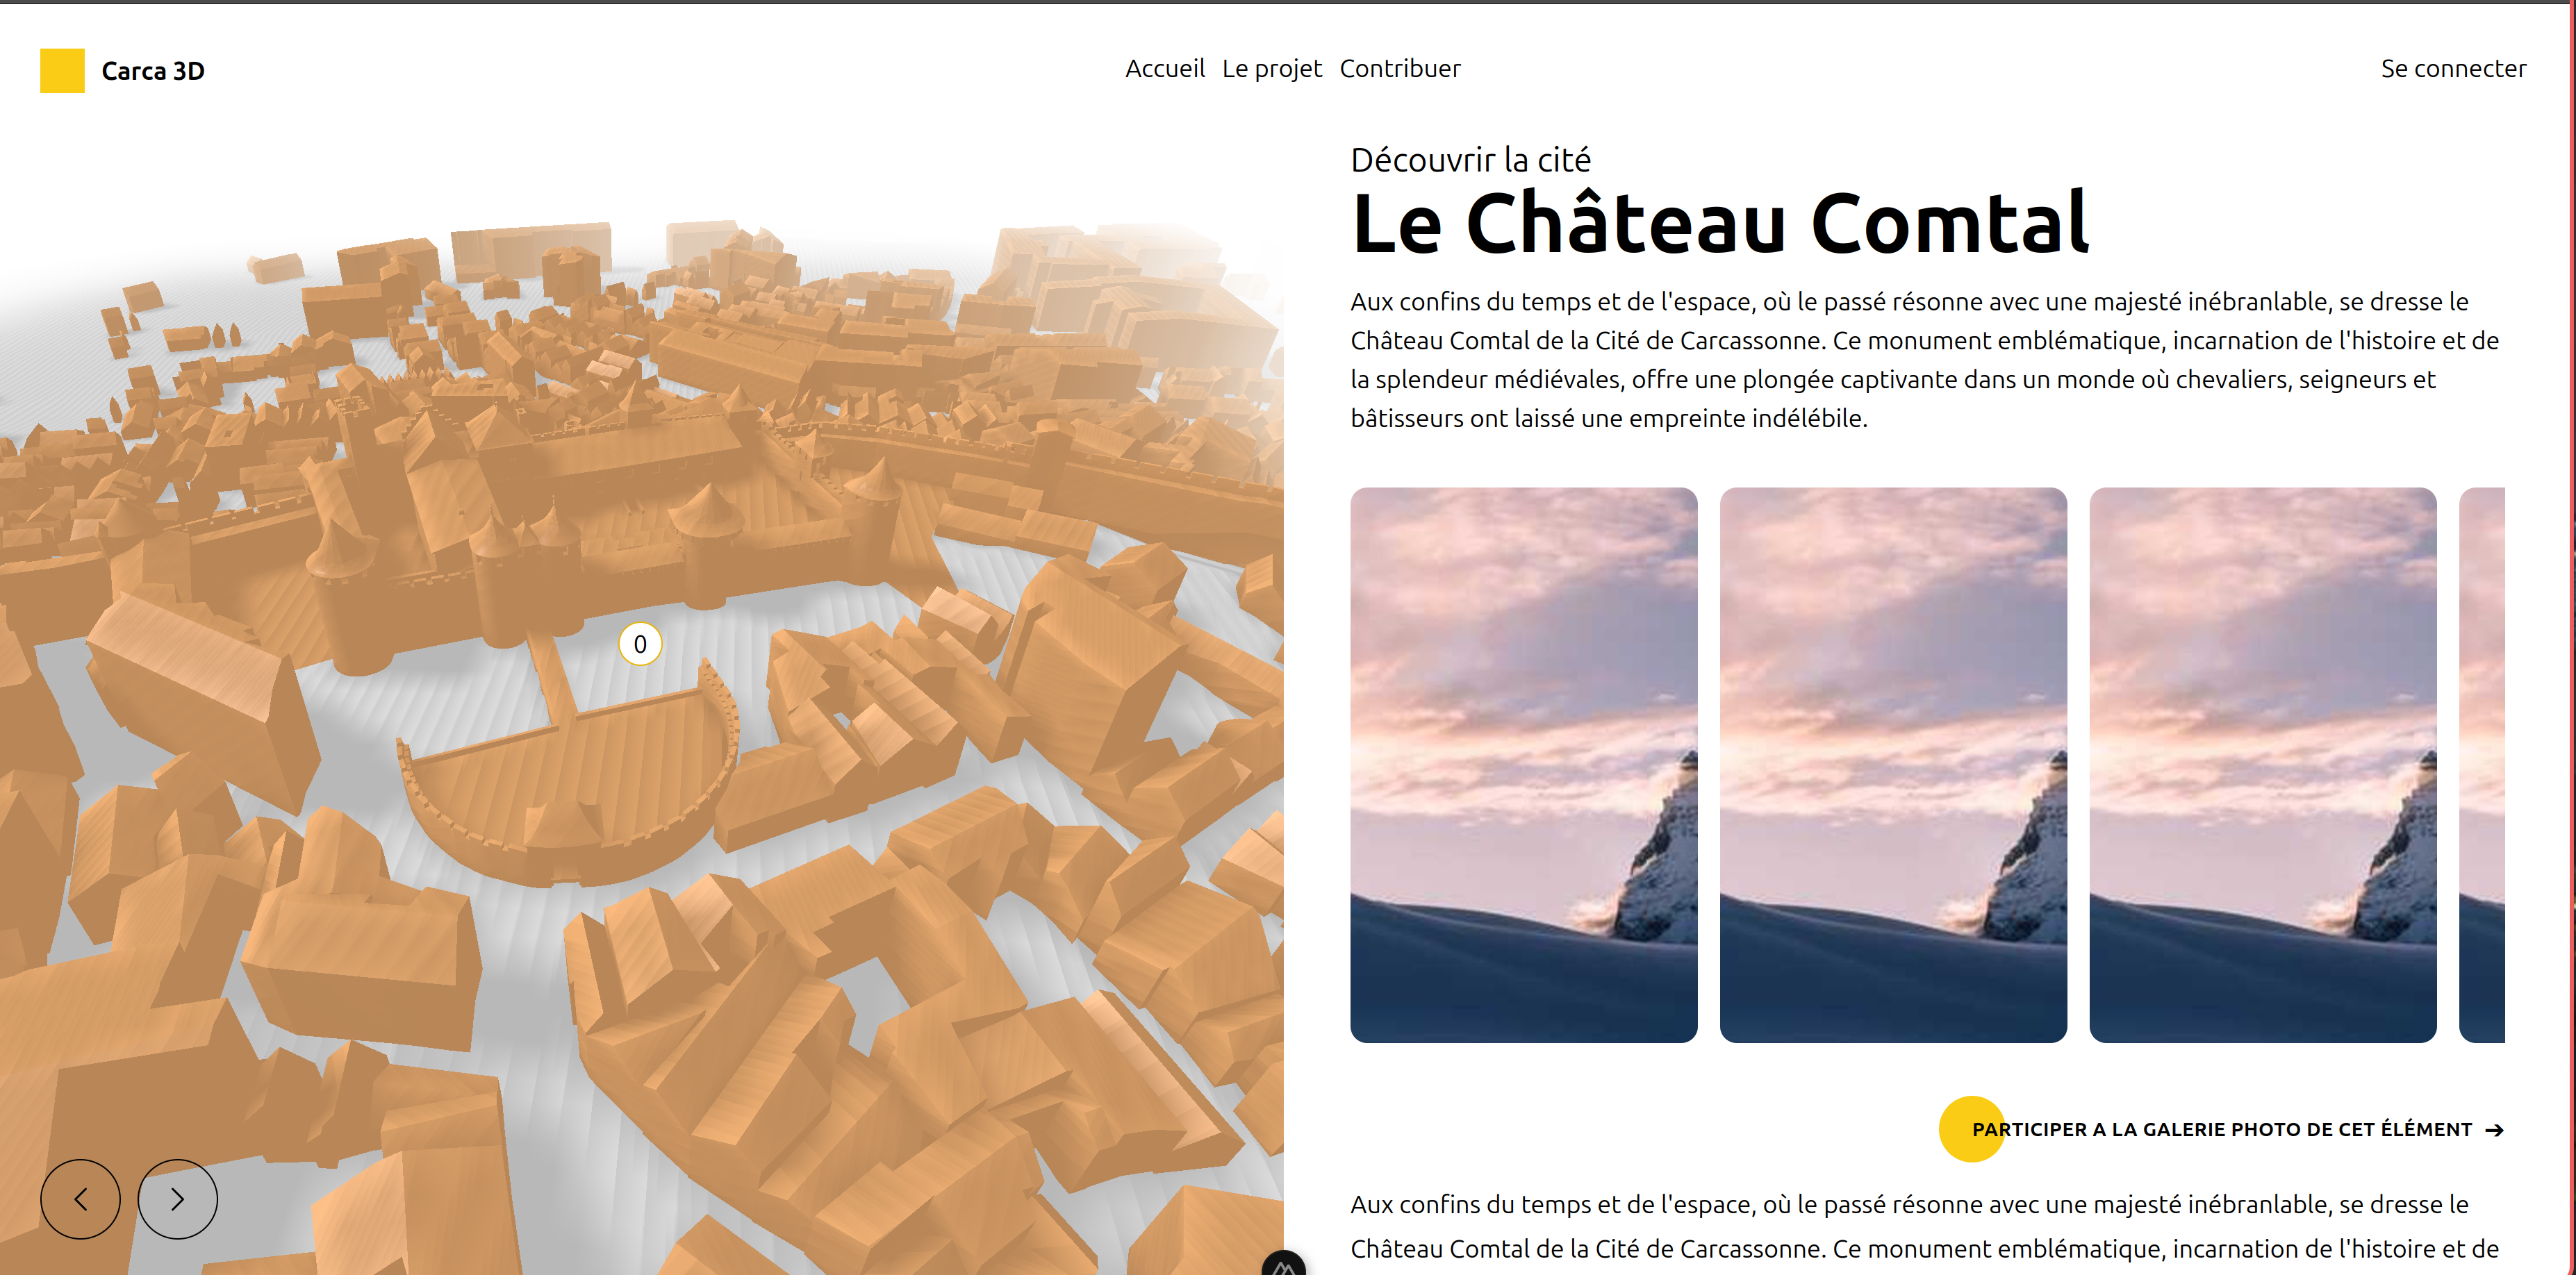 Carca 3D
Accueil Le projet Contribuer
Se connecter
Découvrir la cité
Le Château Comtal
Aux confins du temps et de l'espace, où le passé résonne avec une majesté inébranlable, se dresse le
Château Comtal de la Cité de Carcassonne. Ce monument emblématique, incarnation de l'histoire et de
la splendeur médiévales, offre une plongée captivante dans un monde où chevaliers, seigneurs et
bâtisseurs ont laissé une empreinte indélébile.
0
PARTICIPER A LA GALERIE PHOTO DE CET ÉLÉMENT →
Aux confins du temps et de l'espace, où le passé résonne avec une majesté inébranlable, se dresse le
Château Comtal de la Cité de Carcassonne. Ce monument emblématique, incarnation de l'histoire et de